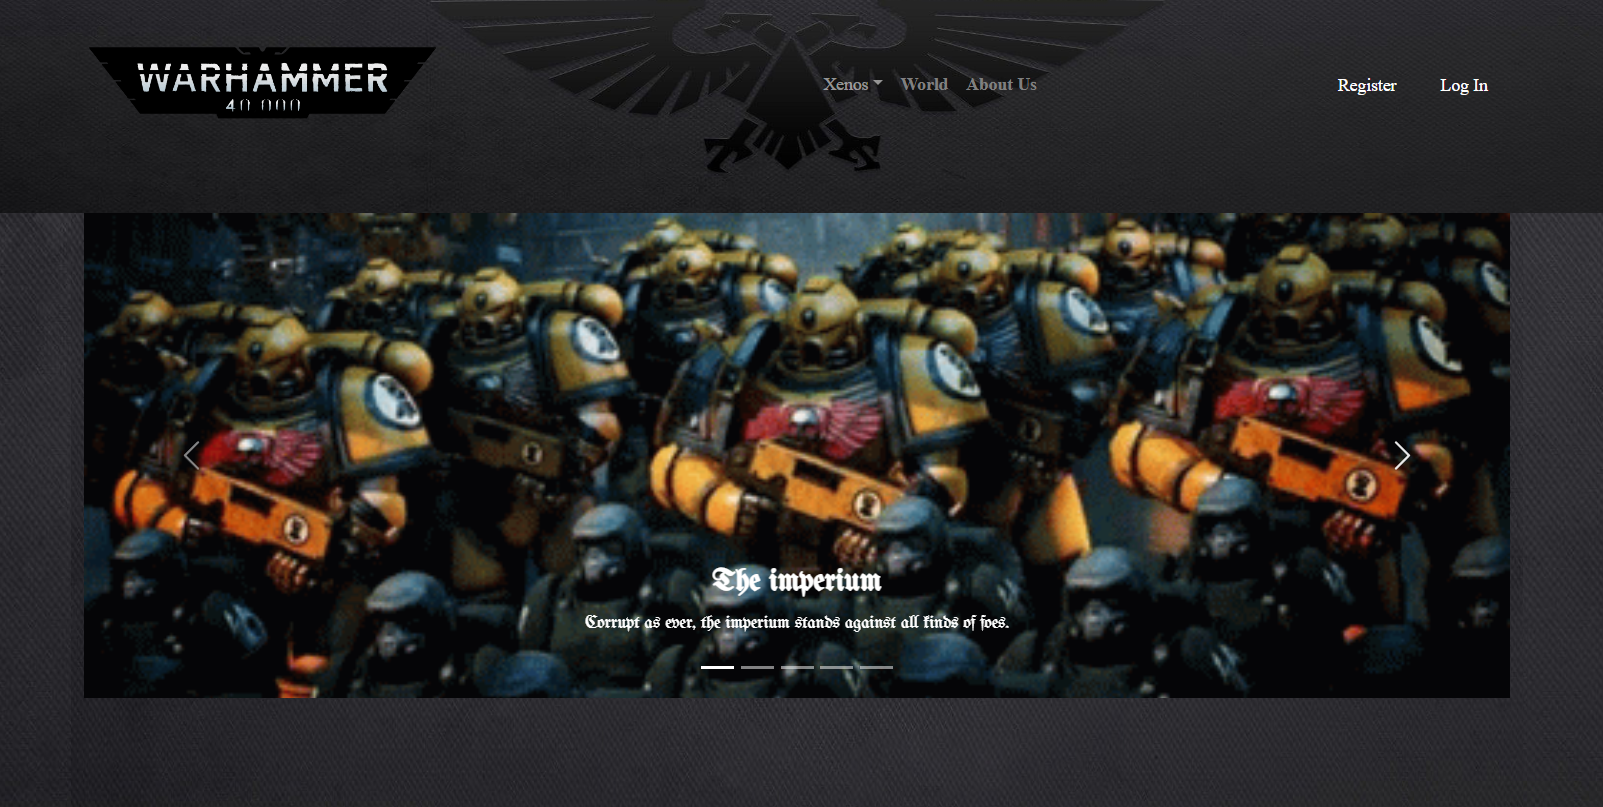 WARHAMMER
40 000
Xenos
World
About Us
Register
Log In
The imperium
Corrupt as ever, the imperium stands against all kinds of foes.